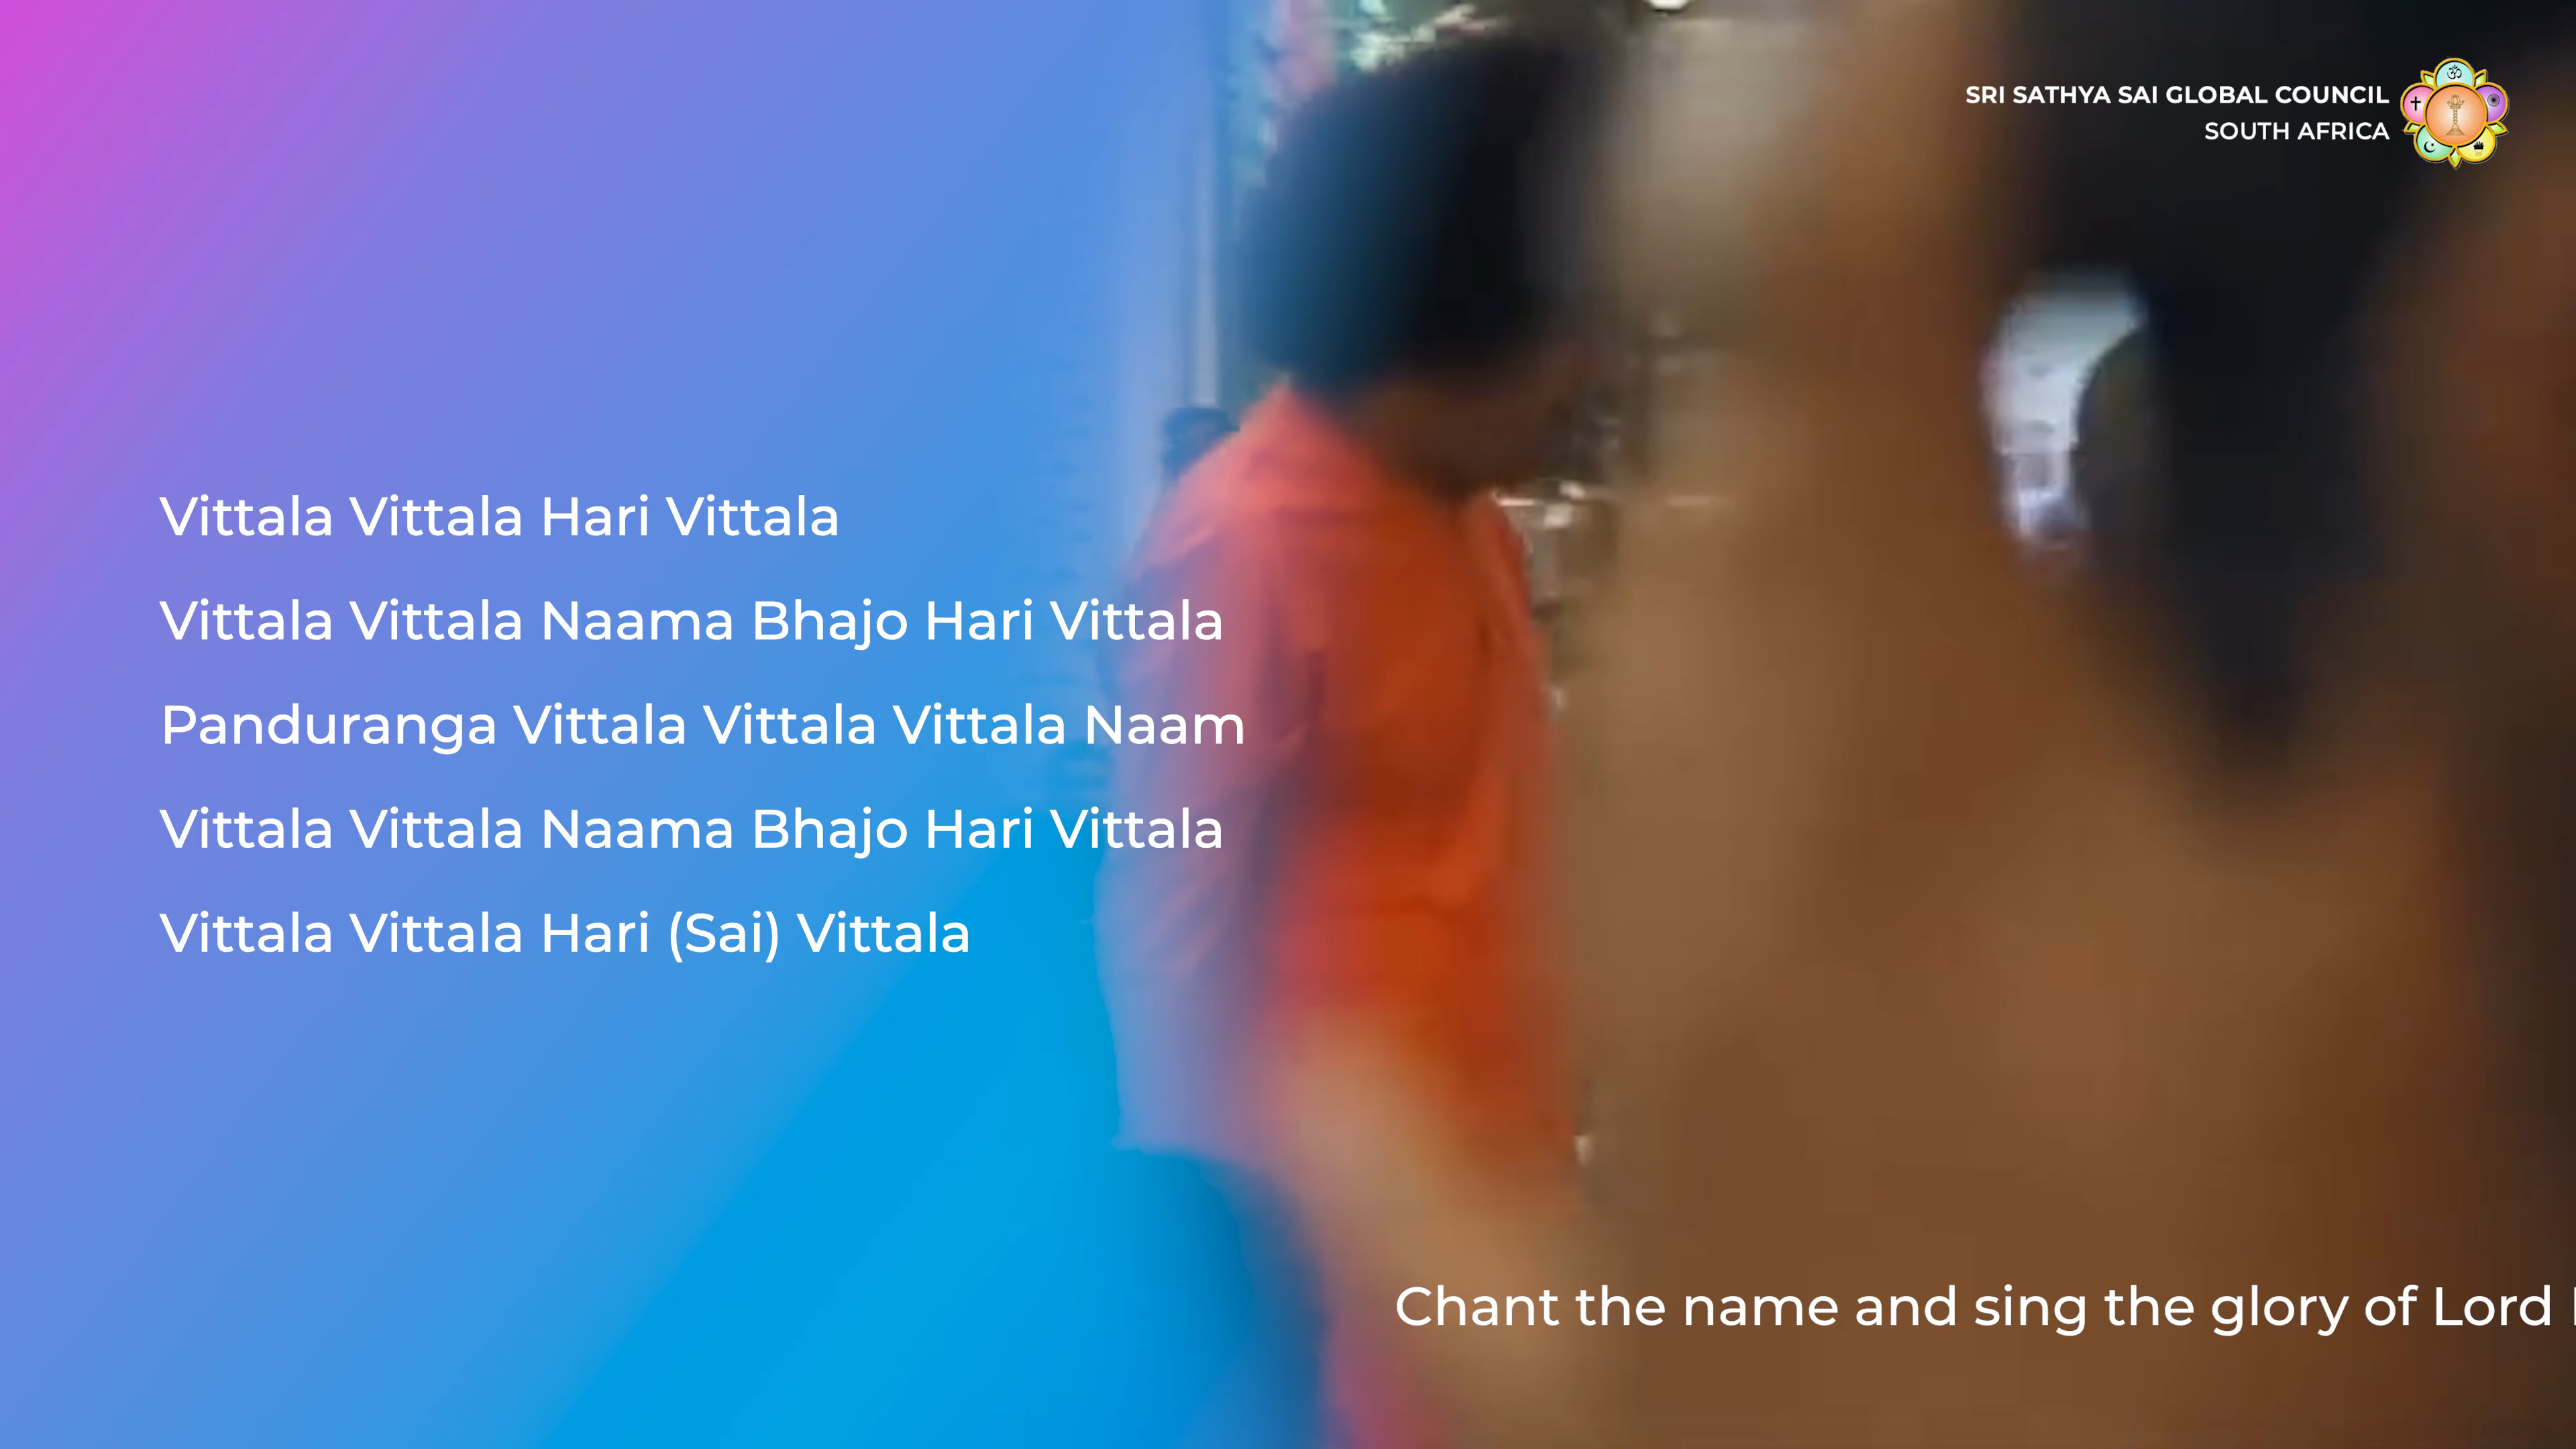 SRI SATHYA SAI GLOBAL COUNCIL
SOUTH AFRICA
Vittala Vittala Hari Vittala
Vittala Vittala Naama Bhajo Hari Vittala
Panduranga Vittala Vittala Vittala Naam
Vittala Vittala Naama Bhajo Hari Vittala
Vittala Vittala Hari (Sai) Vittala
Chant the name and sing the glory of Lord